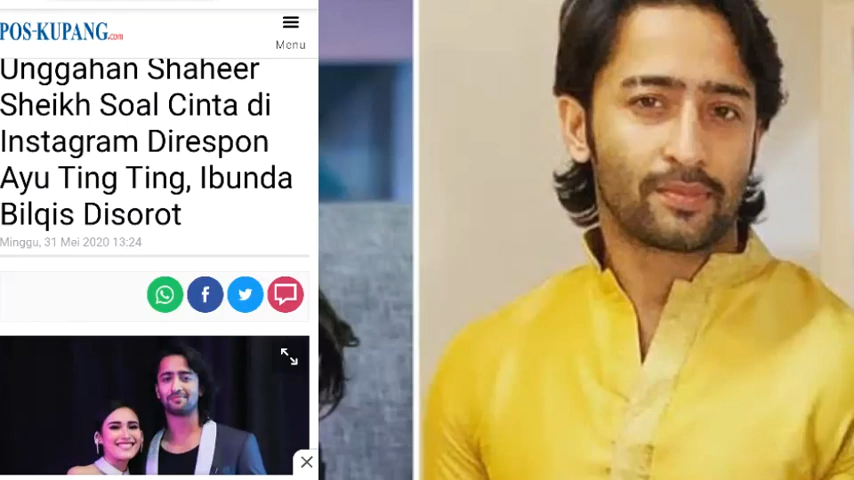 POS-KUPANG.com
Menu
Unggahan Shaheer
Sheikh Soal Cinta di
Instagram Direspon
Ayu Ting Ting, Ibunda
Bilqis Disorot
Minggu, 31 Mei 2020 13:24